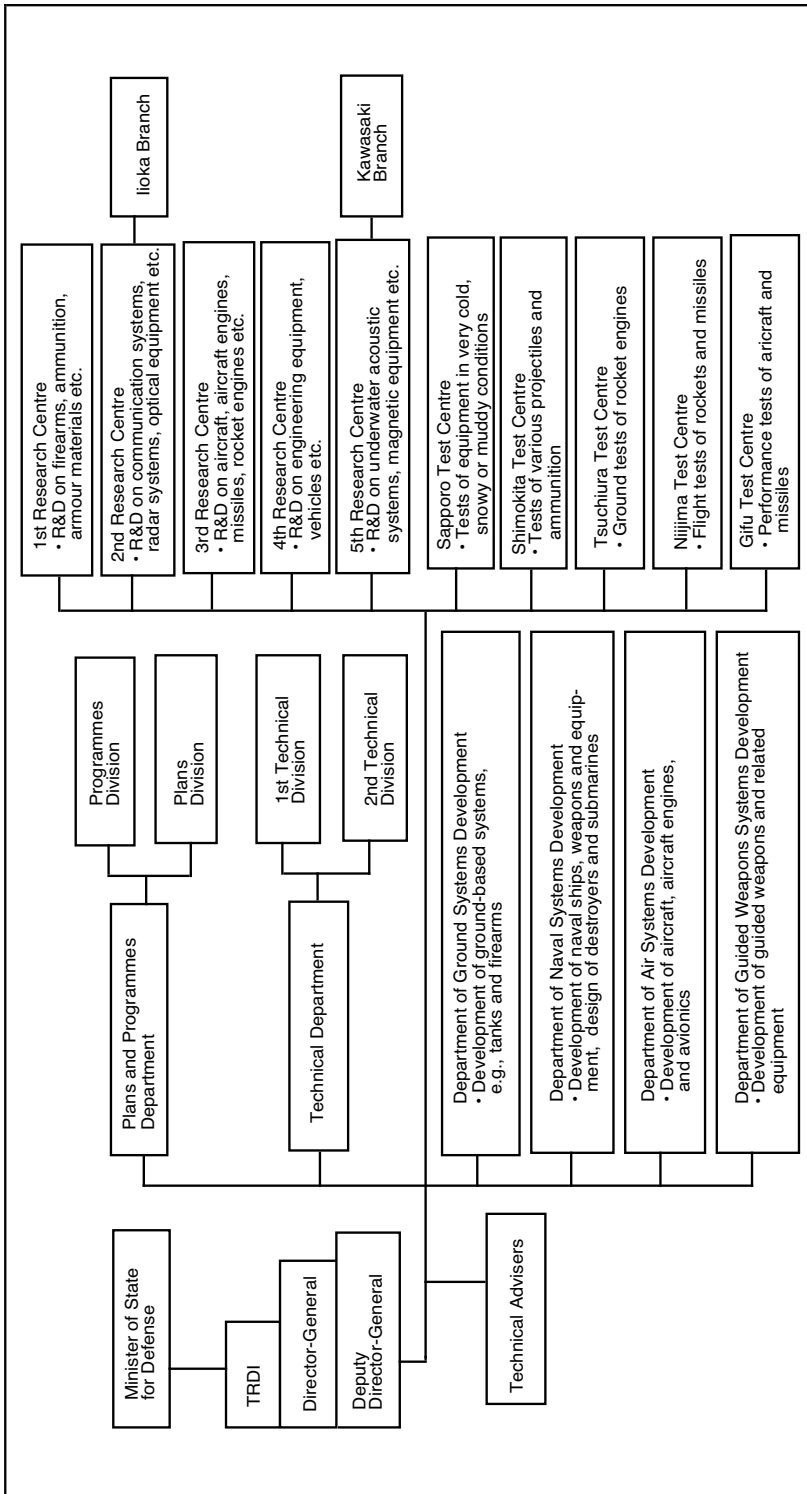 Minister of State
for Defense
TRDI
Director-General
Deputy
Director-General
Technical Advisers
Plans and Programmes
Department
Programmes
Division
Plans
Division
Technical Department
1st Technical
Division
2nd Technical
Division
Department of Ground Systems Development
• Development of ground-based systems,
e.g., tanks and firearms
Department of Naval Systems Development
• Development of naval ships, weapons and equip-
ment, design of destroyers and submarines
Department of Air Systems Development
• Development of aircraft, aircraft engines,
and avionics
Department of Guided Weapons Systems Development
• Development of guided weapons and related
equipment
1st Research Centre
• R&D on firearms, ammunition,
armour materials etc.
2nd Research Centre
• R&D on communication systems,
radar systems, optical equipment etc.
Iioka Branch
3rd Research Centre
• R&D on aircraft, aircraft engines,
missiles, rocket engines etc.
4th Research Centre
• R&D on engineering equipment,
vehicles etc.
5th Research Centre
• R&D on underwater acoustic
systems, magnetic equipment etc.
Kawasaki
Branch
Sapporo Test Centre
• Tests of equipment in very cold,
snowy or muddy conditions
Shimokita Test Centre
• Tests of various projectiles and
ammunition
Tsuchiura Test Centre
• Ground tests of rocket engines
Niijima Test Centre
• Flight tests of rockets and missiles
Gifu Test Centre
• Performance tests of aricraft and
missiles